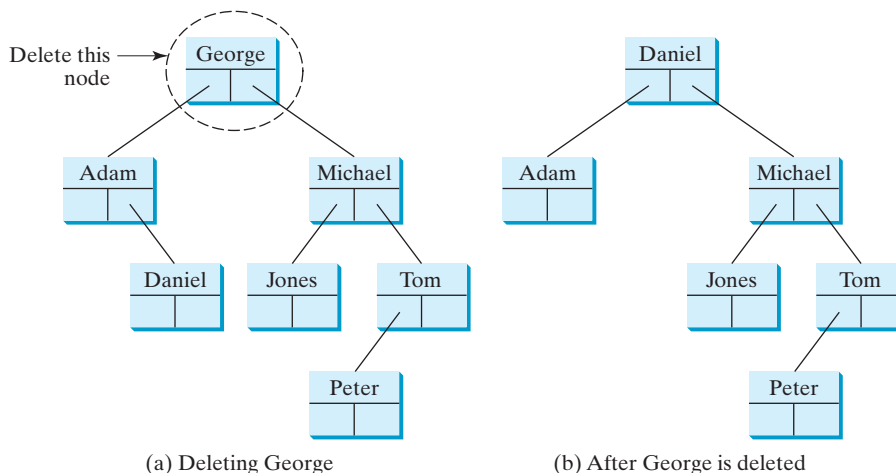 Delete this
node
George
Adam
Michael
Daniel
Jones
Tom
Peter
(a) Deleting George
Daniel
Adam
Michael
Jones
Tom
Peter
(b) After George is deleted